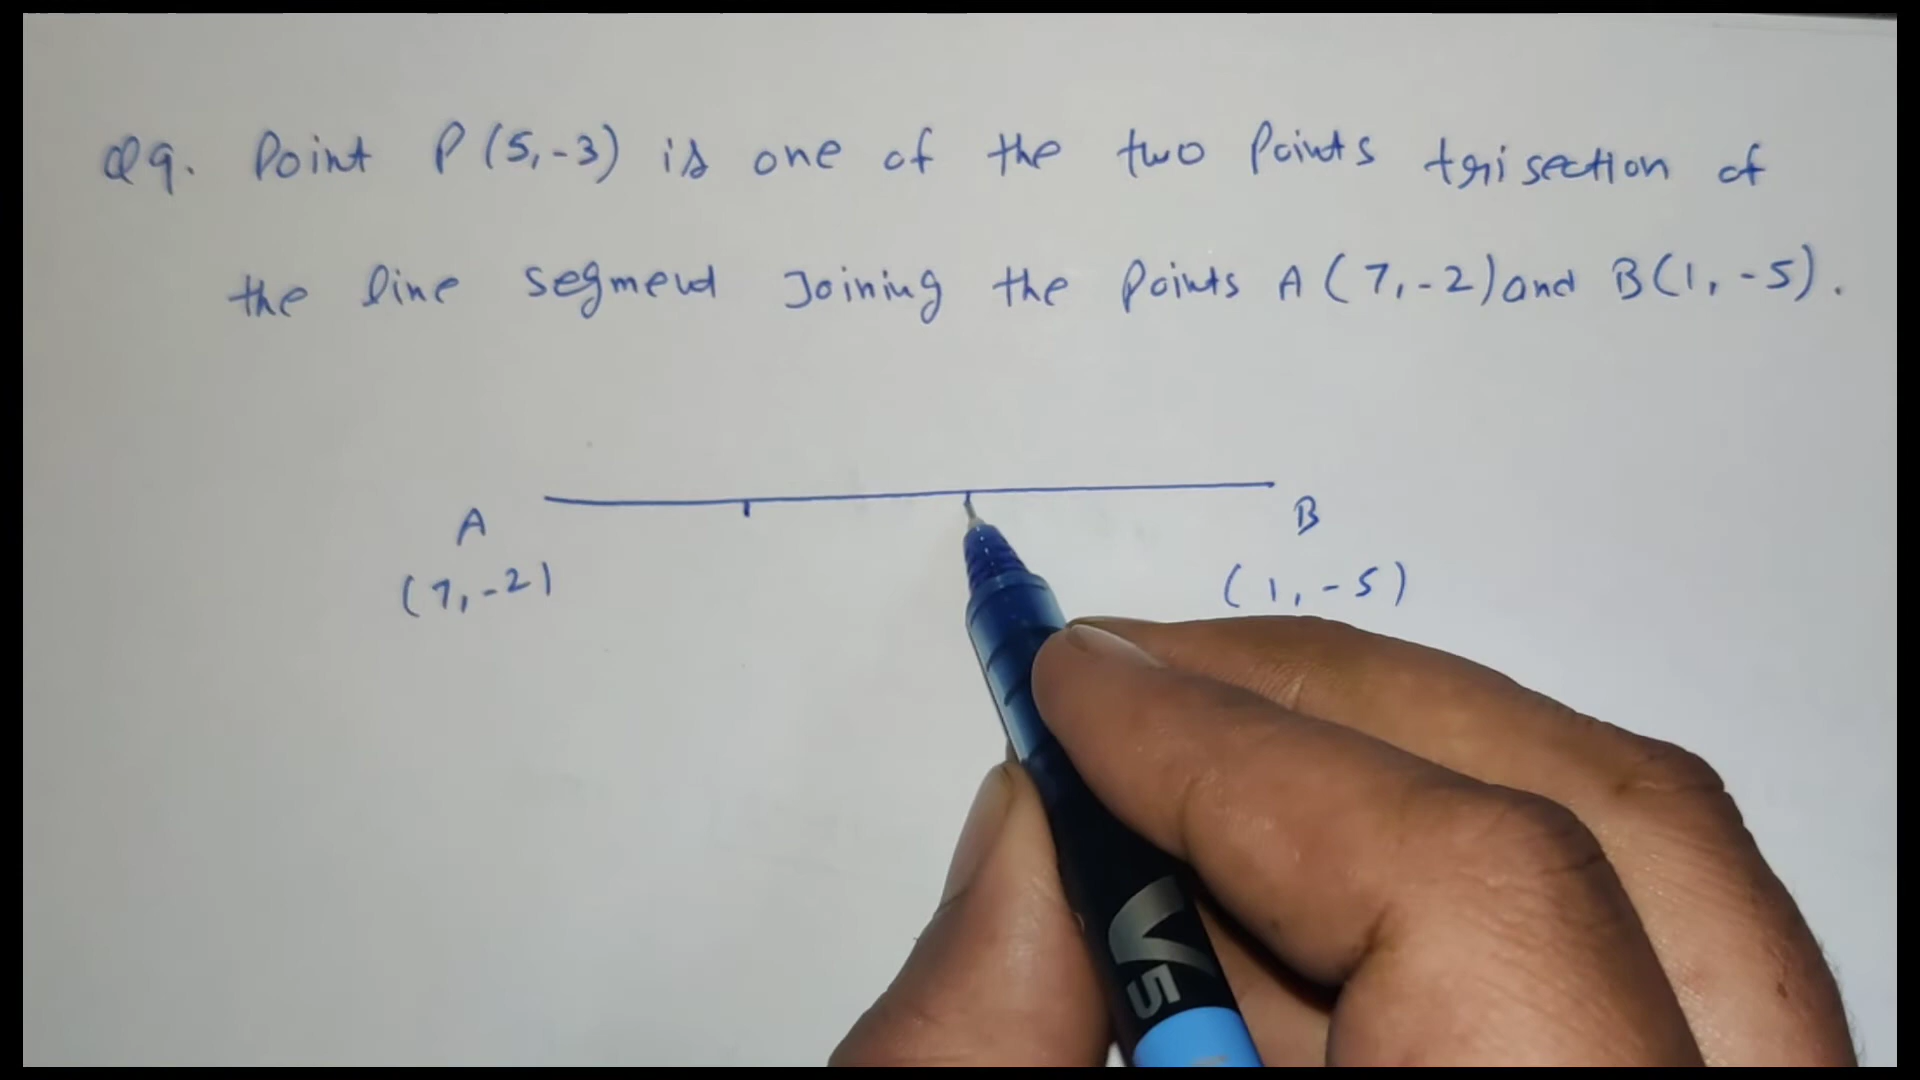 Q9. Point P(5,-3) is one of the two Points trisection of
the line segment Joining the Points A(7,-2) and B(1,-5).
A B
(7,-2) (1,-5)
V5